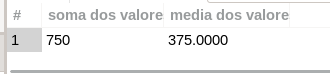 # soma dos valore media dos valore
1 750 375.0000